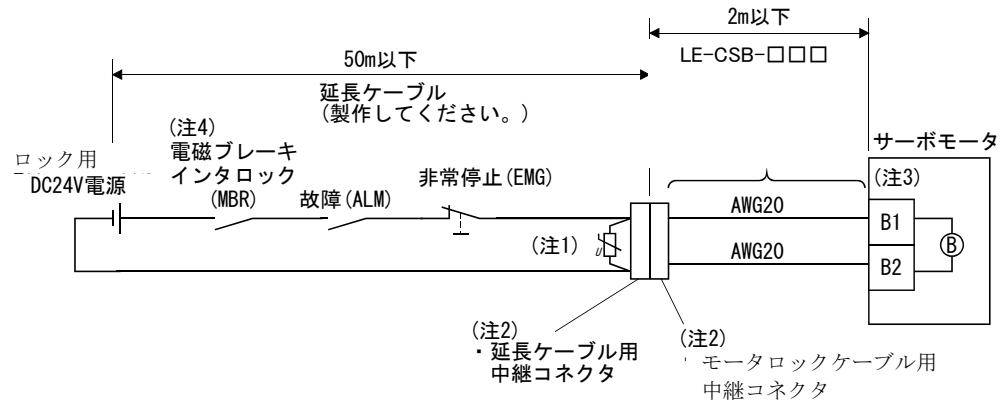 2m以下
50m以下
LE-CSB-□□□
延長ケーブル
(製作してください。)
(注4)
サーボモータ
ロック用
電磁ブレーキ
DC24V電源
インタロック
(MBR)
故障(ALM)
非常停止(EMG)
(注3)
AWG20
B1
(注1)
U
AWG20
B
B2
(注2)
・延長ケーブル用
中継コネクタ
(注2)
モータロックケーブル用
中継コネクタ